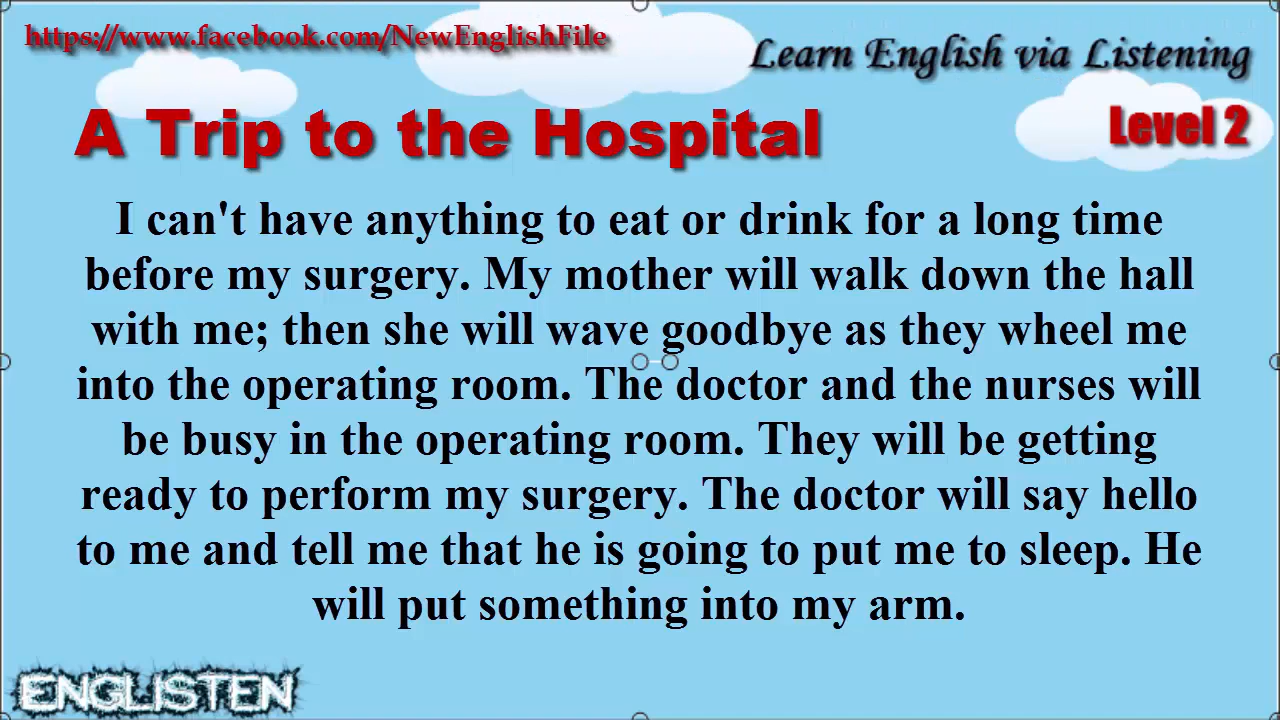 https://www.facebook.com/NewEnglishFile
Learn English via Listening
A Trip to the Hospital
Level 2
I can't have anything to eat or drink for a long time
before my surgery. My mother will walk down the hall
with me; then she will wave goodbye as they wheel me
into the operating room. The doctor and the nurses will
be busy in the operating room. They will be getting
ready to perform my surgery. The doctor will say hello
to me and tell me that he is going to put me to sleep. He
will put something into my arm.
ENGLISTEN